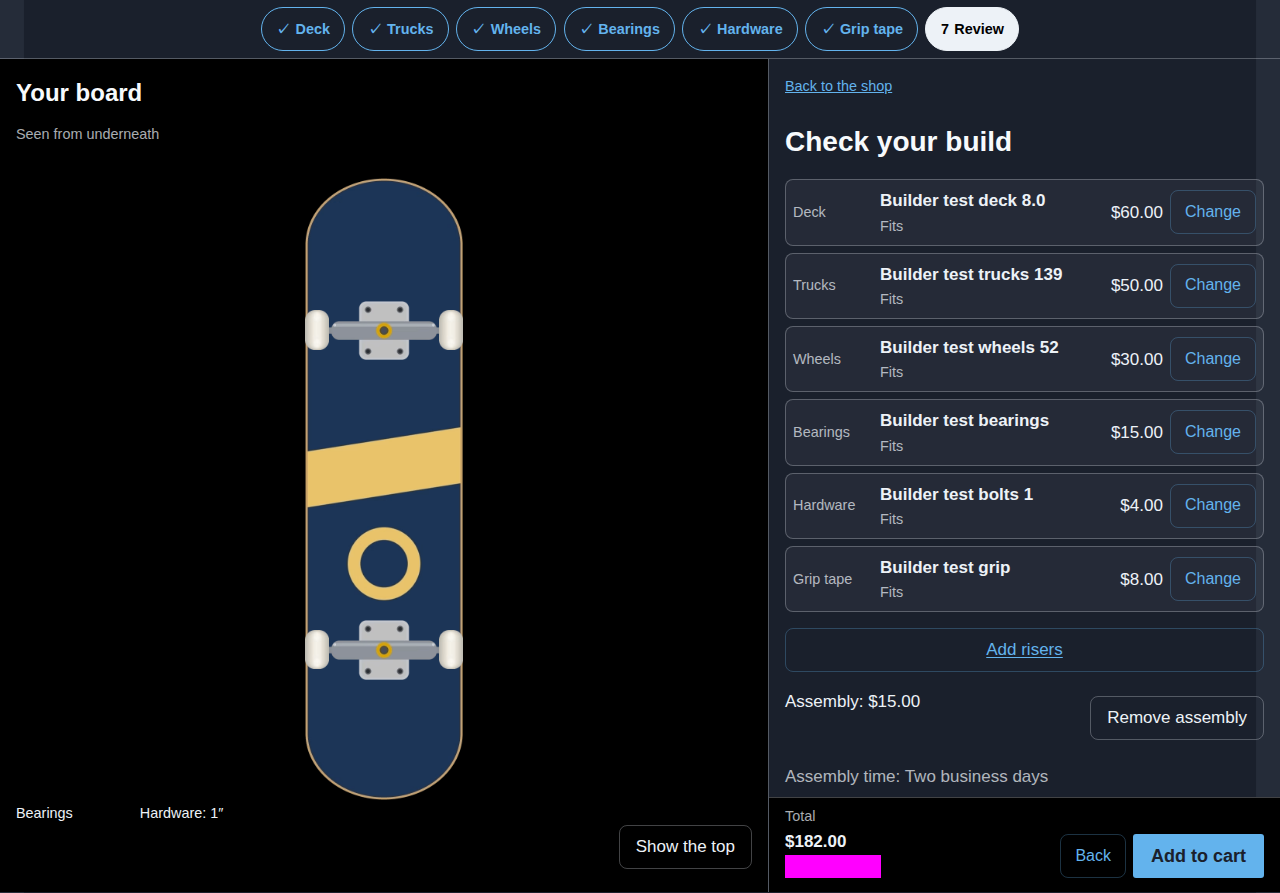 ✓ Deck
✓ Trucks
✓ Wheels
✓ Bearings
✓ Hardware
✓ Grip tape
7 Review
Your board
Seen from underneath
Bearings
Hardware: 1″
Show the top
Back to the shop
Check your build
Deck
Builder test deck 8.0
Fits
$60.00
Change
Trucks
Builder test trucks 139
Fits
$50.00
Change
Wheels
Builder test wheels 52
Fits
$30.00
Change
Bearings
Builder test bearings
Fits
$15.00
Change
Hardware
Builder test bolts 1
Fits
$4.00
Change
Grip tape
Builder test grip
Fits
$8.00
Change
Add risers
Assembly: $15.00
Remove assembly
Assembly time: Two business days
Total
$182.00
Back
Add to cart